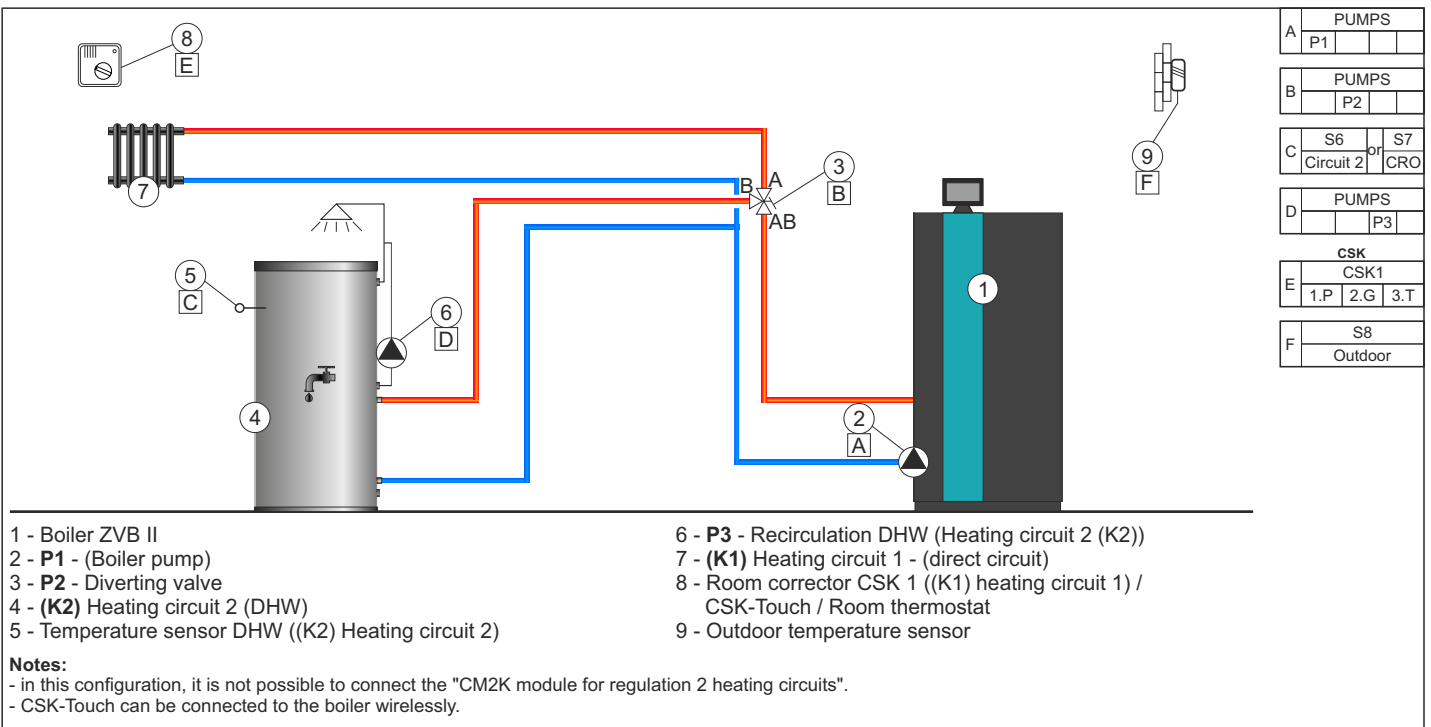 8
E
7
5
C
4
6
D
B
A
AB
3
B
2
A
1
9
F
A
PUMPS
P1
B
PUMPS
P2
C
S6 or S7
Circuit 2 CRO
D
PUMPS
P3
CSK
E
CSK1
1.P 2.G 3.T
F
S8
Outdoor
1 - Boiler ZVB II
2 - P1 - (Boiler pump)
3 - P2 - Diverting valve
4 - (K2) Heating circuit 2 (DHW)
5 - Temperature sensor DHW ((K2) Heating circuit 2)
6 - P3 - Recirculation DHW (Heating circuit 2 (K2))
7 - (K1) Heating circuit 1 - (direct circuit)
8 - Room corrector CSK 1 ((K1) heating circuit 1) /
CSK-Touch / Room thermostat
9 - Outdoor temperature sensor
Notes:
- in this configuration, it is not possible to connect the "CM2K module for regulation 2 heating circuits".
- CSK-Touch can be connected to the boiler wirelessly.